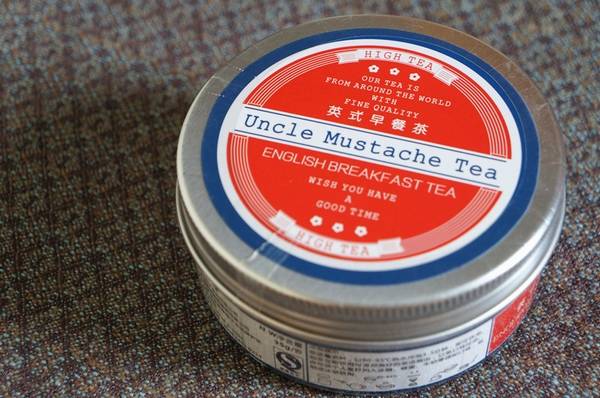 HIGH TEA
OUR TEA IS
FROM AROUND THE WORLD
WITH
FINE QUALITY
英式早餐茶
Uncle Mustache Tea
ENGLISH BREAKFAST TEA
WISH YOU HAVE
A
GOOD TIME
HIGH TEA